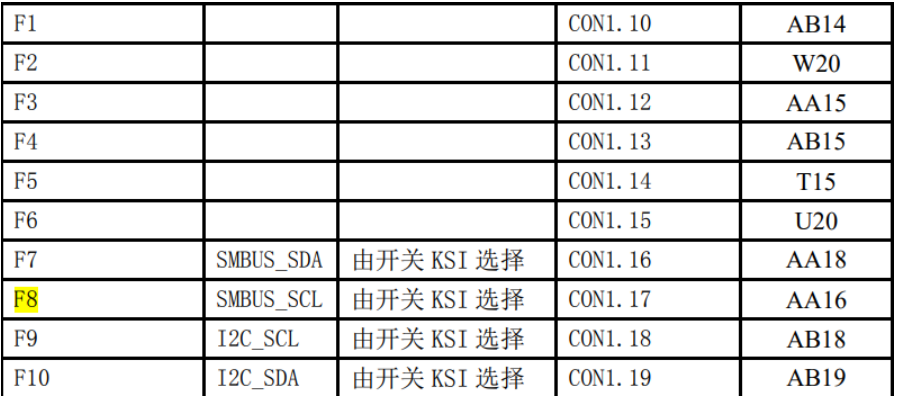 F1 CON1.10 AB14
F2 CON1.11 W20
F3 CON1.12 AA15
F4 CON1.13 AB15
F5 CON1.14 T15
F6 CON1.15 U20
F7 SMBUS_SDA 由开关 KSI 选择 CON1.16 AA18
F8 SMBUS_SCL 由开关 KSI 选择 CON1.17 AA16
F9 I2C_SCL 由开关 KSI 选择 CON1.18 AB18
F10 I2C_SDA 由开关 KSI 选择 CON1.19 AB19